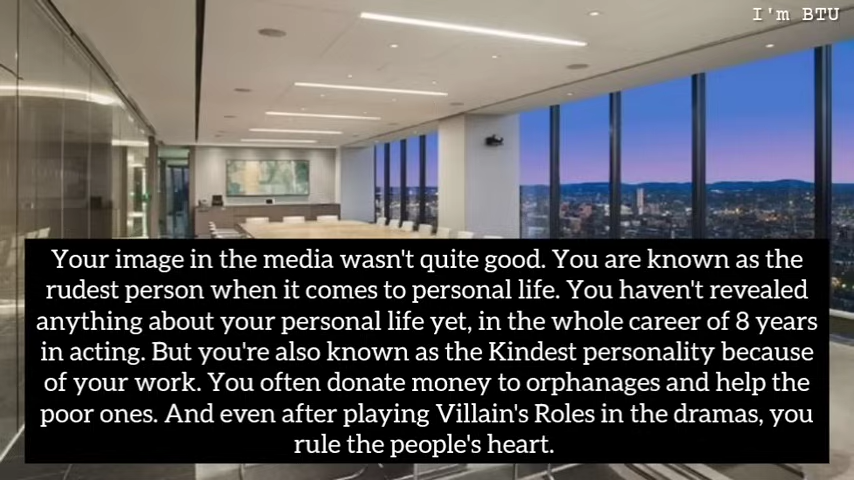 I'm BTU
Your image in the media wasn't quite good. You are known as the
rudest person when it comes to personal life. You haven't revealed
anything about your personal life yet, in the whole career of 8 years
in acting. But you're also known as the Kindest personality because
of your work. You often donate money to orphanages and help the
poor ones. And even after playing Villain's Roles in the dramas, you
rule the people's heart.